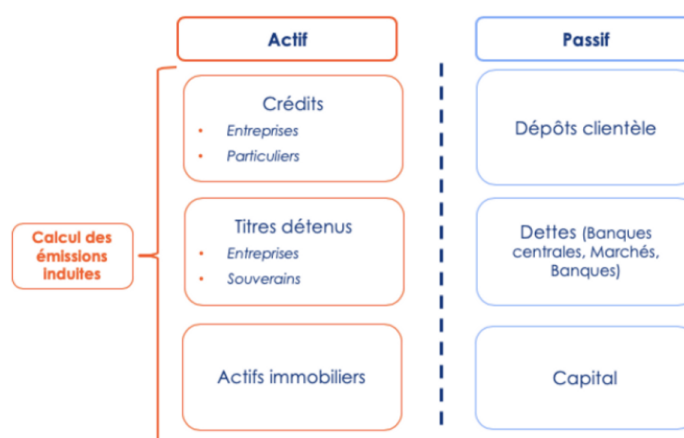 Actif
Passif
Crédits
• Entreprises
• Particuliers
Dépôts clientèle
Calcul des
émissions
induites
Titres détenus
• Entreprises
• Souverains
Dettes (Banques
centrales, Marchés,
Banques)
Actifs immobiliers
Capital